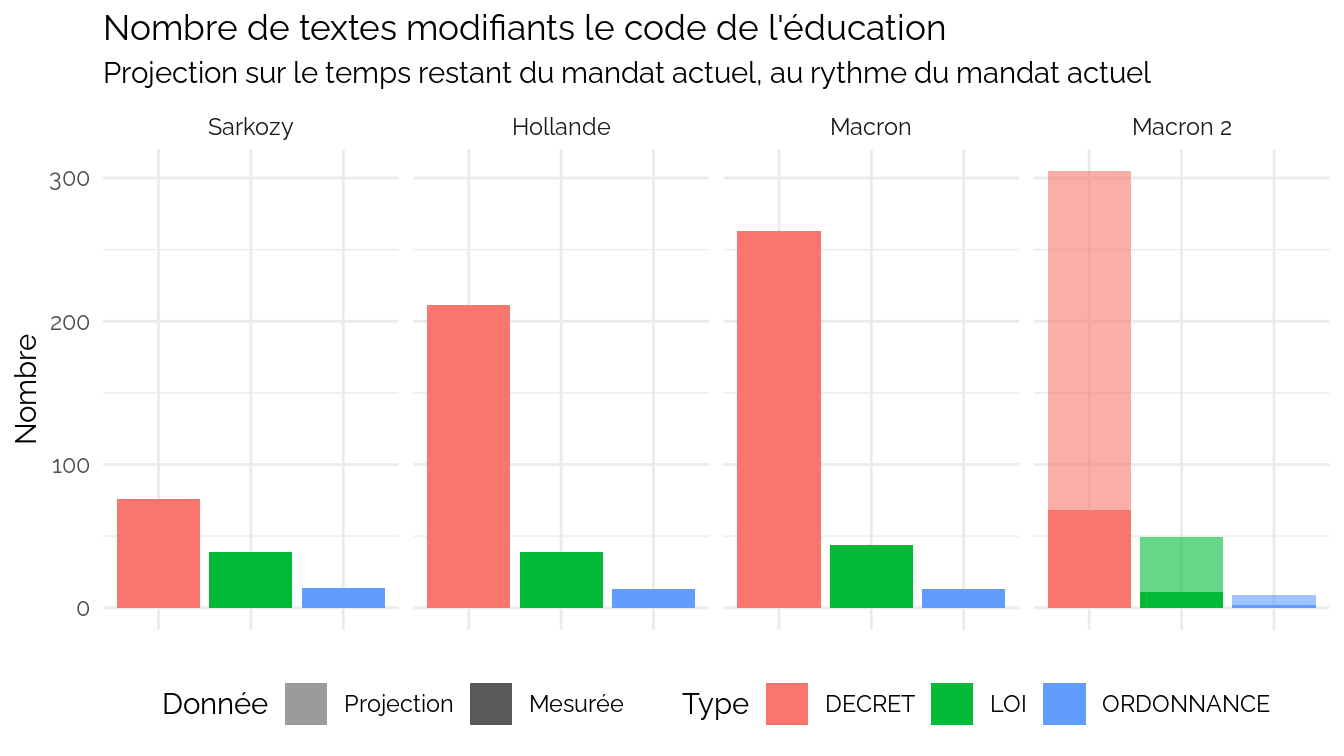 Nombre de textes modifiants le code de l'éducation
Projection sur le temps restant du mandat actuel, au rythme du mandat actuel
Sarkozy Hollande Macron Macron 2
300
200
100
0
Nombre
Donnée Projection Mesurée Type DECRET LOI ORDONNANCE